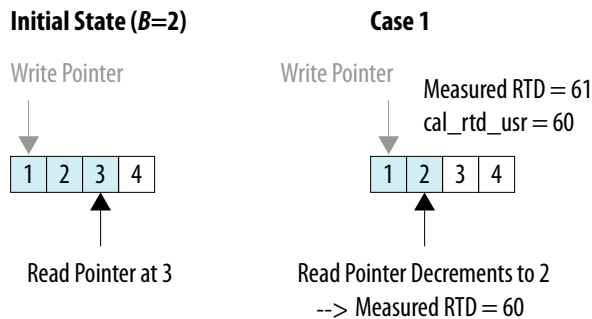 Initial State (B=2)
Write Pointer
1 2 3 4
Read Pointer at 3
Case 1
Write Pointer
Measured RTD = 61
cal_rtd_usr = 60
1 2 3 4
Read Pointer Decrements to 2
--> Measured RTD = 60